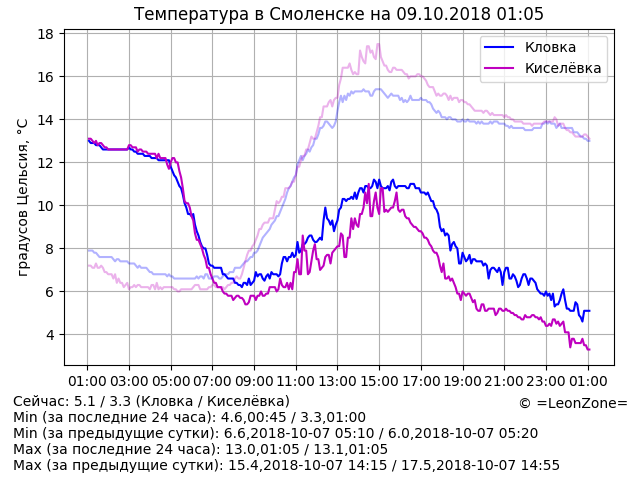 Температура в Смоленске на 09.10.2018 01:05
градусов Цельсия, °C
18
16
14
12
10
8
6
4
Кловка
Киселёвка
01:00 03:00 05:00 07:00 09:00 11:00 13:00 15:00 17:00 19:00 21:00 23:00 01:00
Сейчас: 5.1 / 3.3 (Кловка / Киселёвка)
© =LeonZone=
Min (за последние 24 часа): 4.6,00:45 / 3.3,01:00
Min (за предыдущие сутки): 6.6,2018-10-07 05:10 / 6.0,2018-10-07 05:20
Max (за последние 24 часа): 13.0,01:05 / 13.1,01:05
Max (за предыдущие сутки): 15.4,2018-10-07 14:15 / 17.5,2018-10-07 14:55